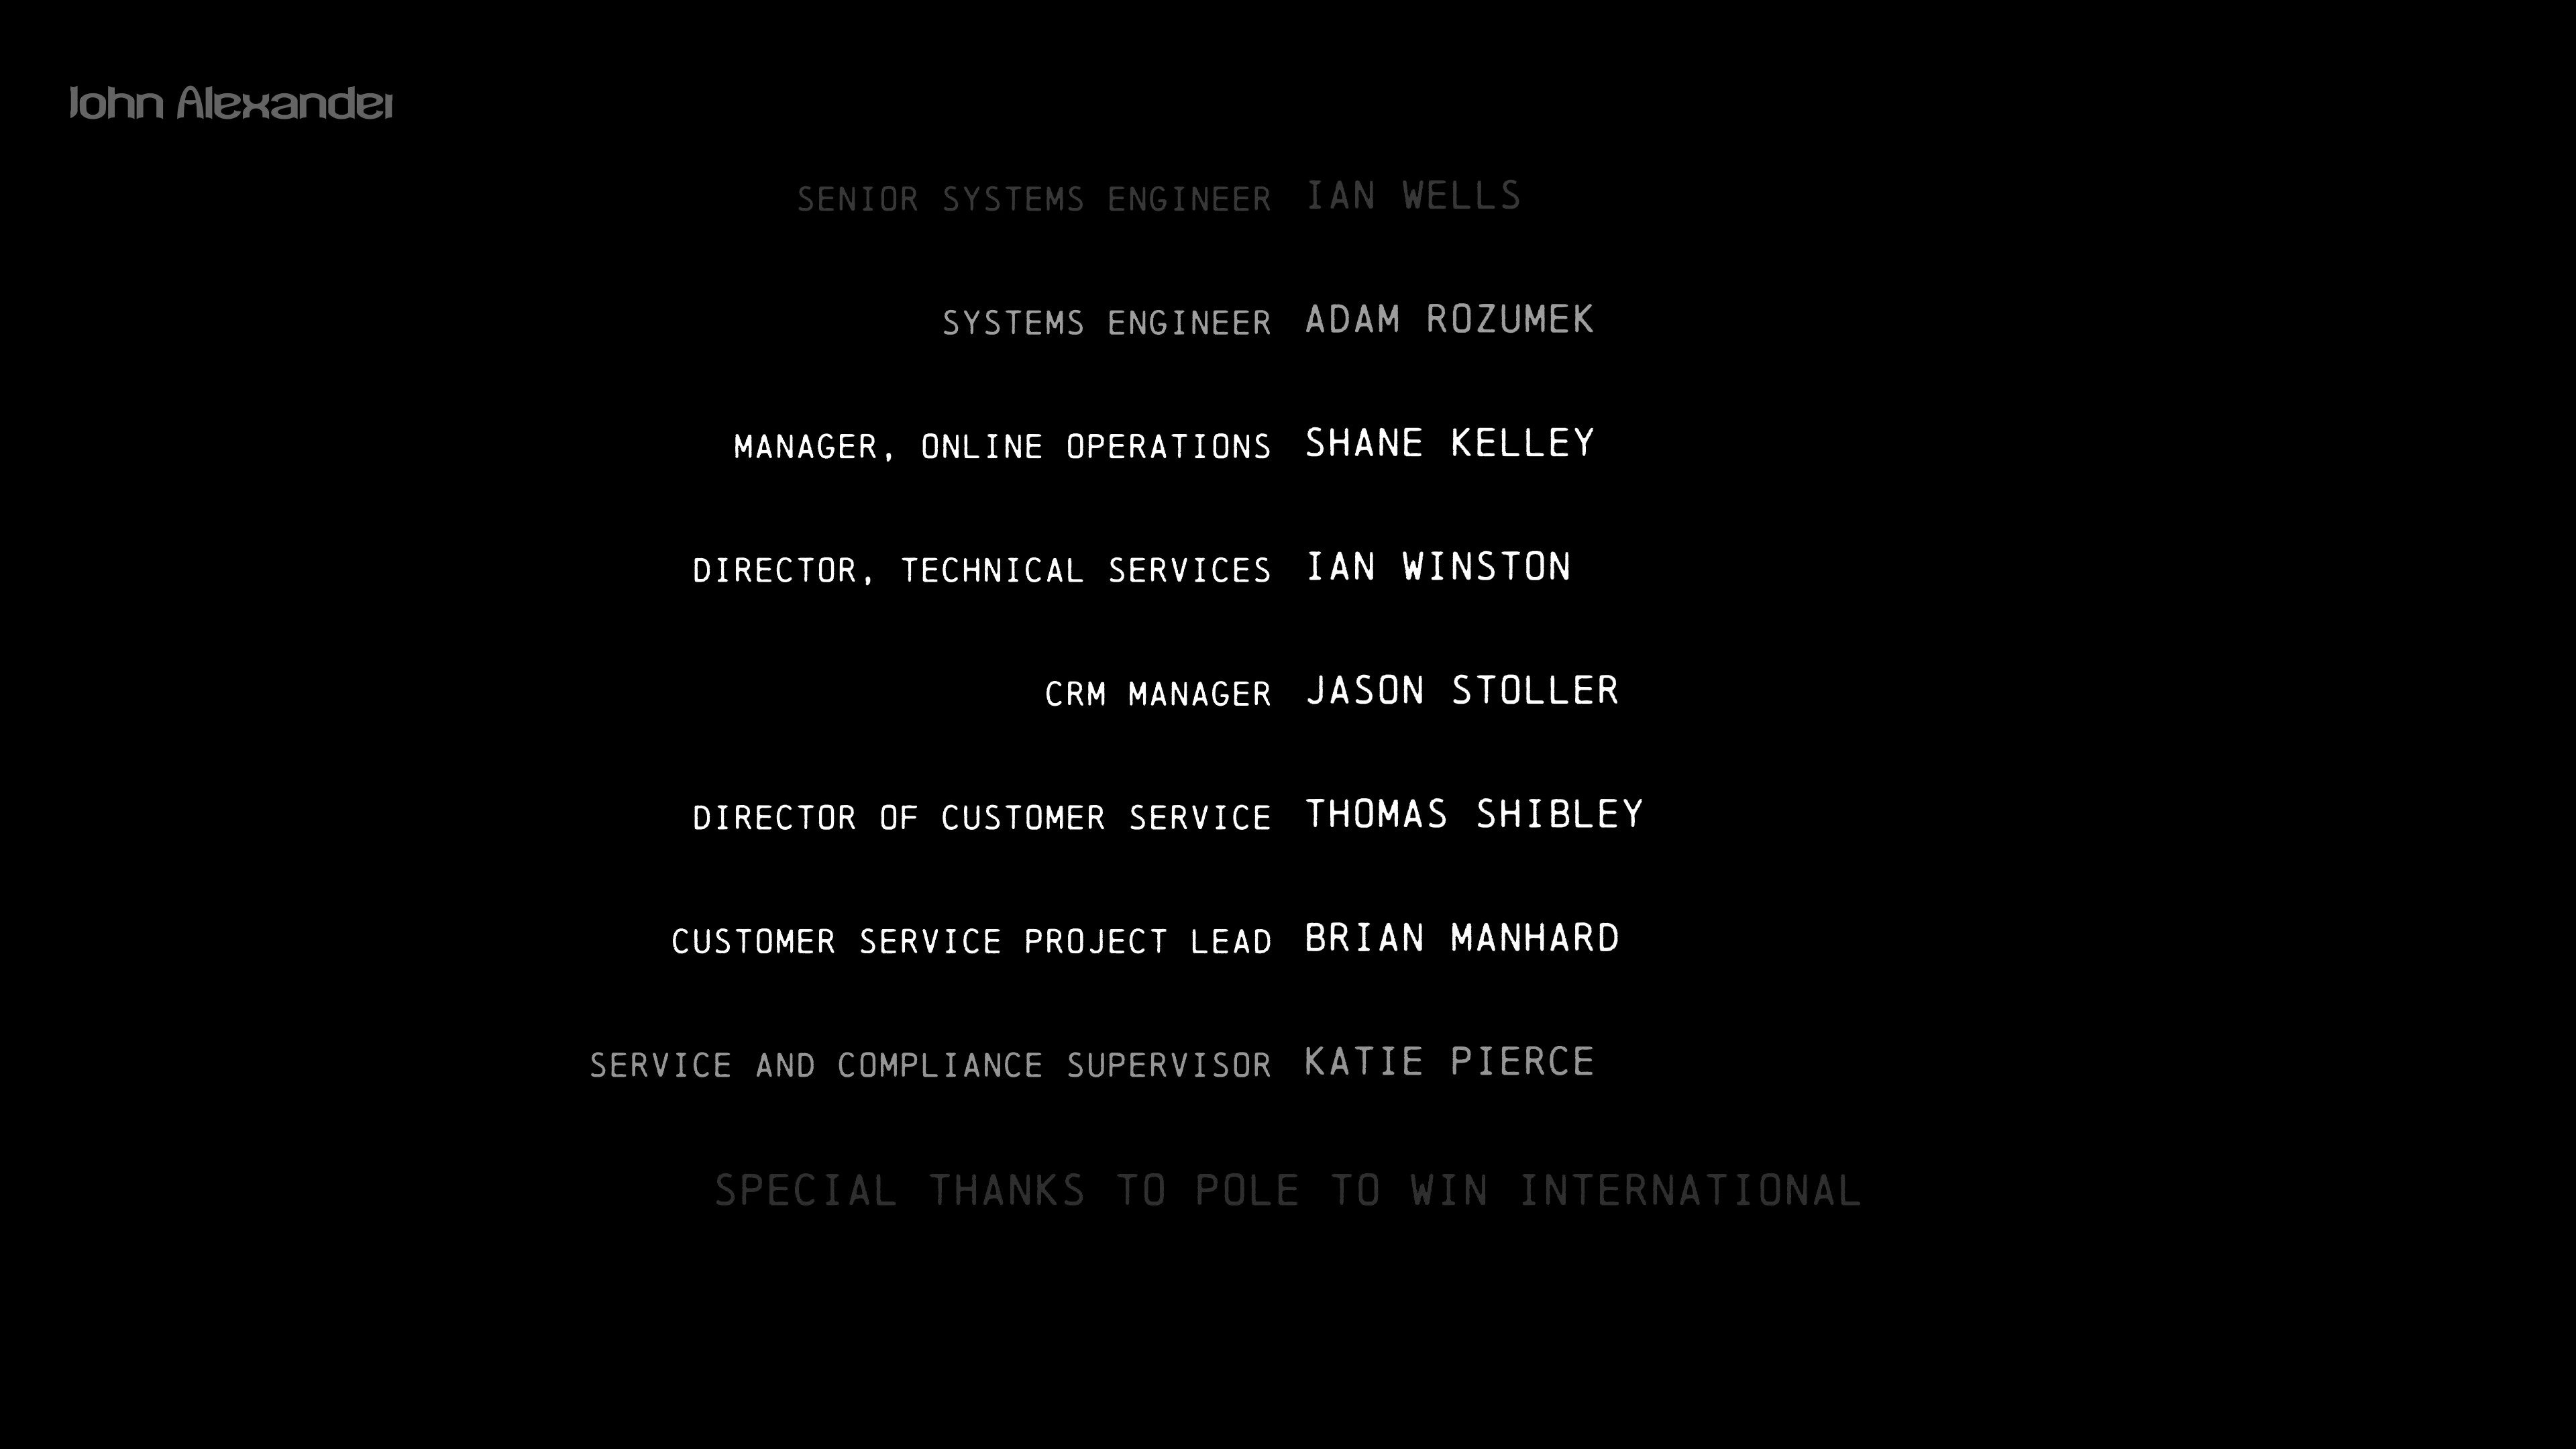 John Alexander
SENIOR SYSTEMS ENGINEER IAN WELLS
SYSTEMS ENGINEER ADAM ROZUMEK
MANAGER, ONLINE OPERATIONS SHANE KELLEY
DIRECTOR, TECHNICAL SERVICES IAN WINSTON
CRM MANAGER JASON STOLLER
DIRECTOR OF CUSTOMER SERVICE THOMAS SHIBLEY
CUSTOMER SERVICE PROJECT LEAD BRIAN MANHARD
SERVICE AND COMPLIANCE SUPERVISOR KATIE PIERCE
SPECIAL THANKS TO POLE TO WIN INTERNATIONAL